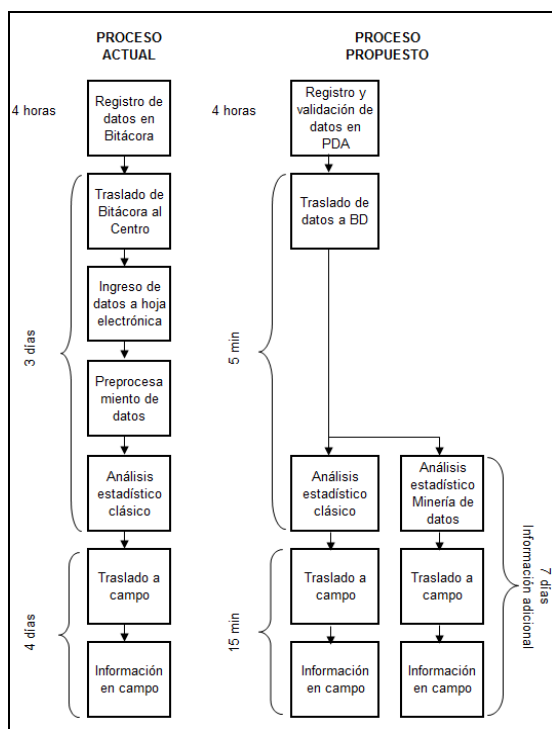 PROCESO
ACTUAL
4 horas
Registro de
datos en
Bitácora
Traslado de
Bitácora al
Centro
Ingreso de
datos a hoja
electrónica
Preprocesa
miento de
datos
Análisis
estadístico
clásico
3 días
Traslado a
campo
Información
en campo
4 días
PROCESO
PROPUESTO
4 horas
Registro y
validación de
datos en
PDA
Traslado de
datos a BD
5 min
Análisis
estadístico
clásico
Traslado a
campo
Información
en campo
15 min
Análisis
estadístico
Minería de
datos
Traslado a
campo
Información
en campo
7 días
Información adicional